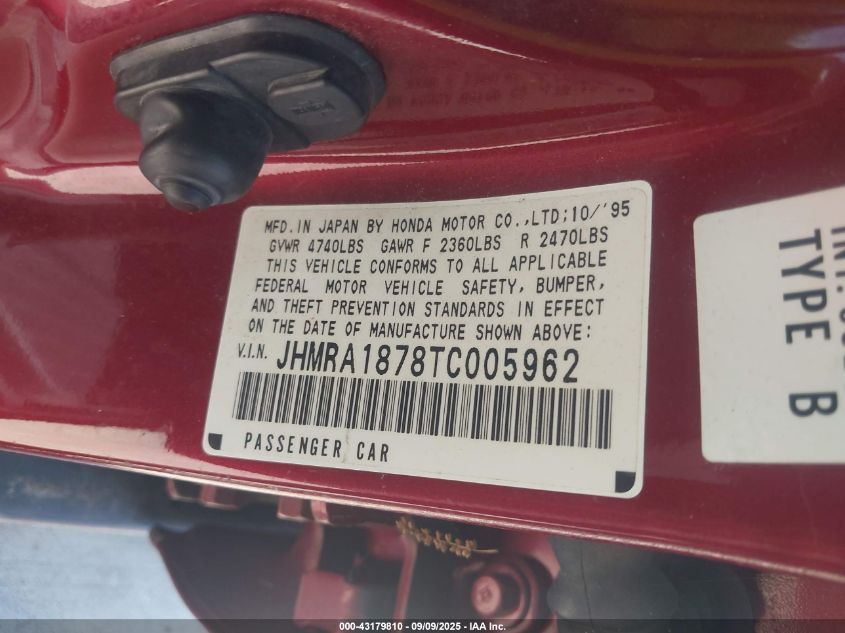 MFD. IN JAPAN BY HONDA MOTOR CO.,LTD;10/'95
GVWR 4740LBS GAWR F 2360LBS R 2470LBS
THIS VEHICLE CONFORMS TO ALL APPLICABLE
FEDERAL MOTOR VEHICLE SAFETY, BUMPER,
AND THEFT PREVENTION STANDARDS IN EFFECT
ON THE DATE OF MANUFACTURE SHOWN ABOVE:
V.I.N. JHMRA1878TC005962
PASSENGER CAR
TYPE B
000-43179810 - 09/09/2025 - IAA Inc.